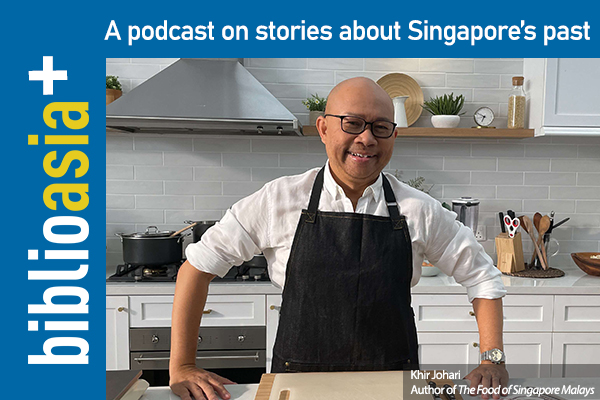 A podcast on stories about Singapore's past
biblioasia+
Khir Johari
Author of The Food of Singapore Malays